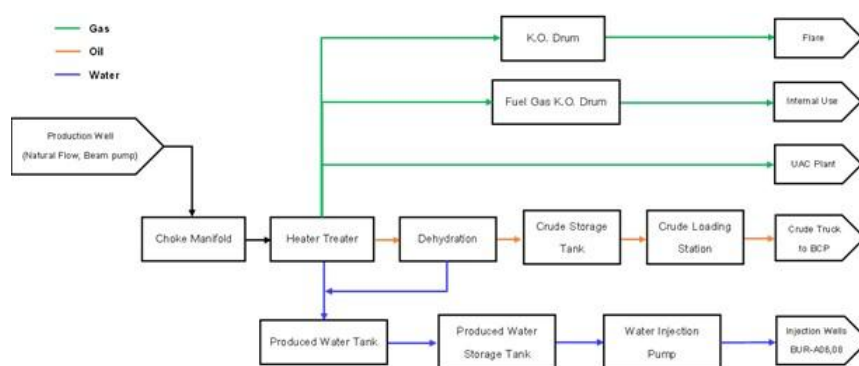 Gas
Oil
Water
K.O. Drum
Flare
Fuel Gas K.O. Drum
Internal Use
Production Well
(Natural Flow, Beam pump)
UAC Plant
Choke Manifold
Heater Treater
Dehydration
Crude Storage
Tank
Crude Loading
Station
Crude Truck
to BCP
Produced Water Tank
Produced Water
Storage Tank
Water Injection
Pump
Injection Wells
BUR-A08,08